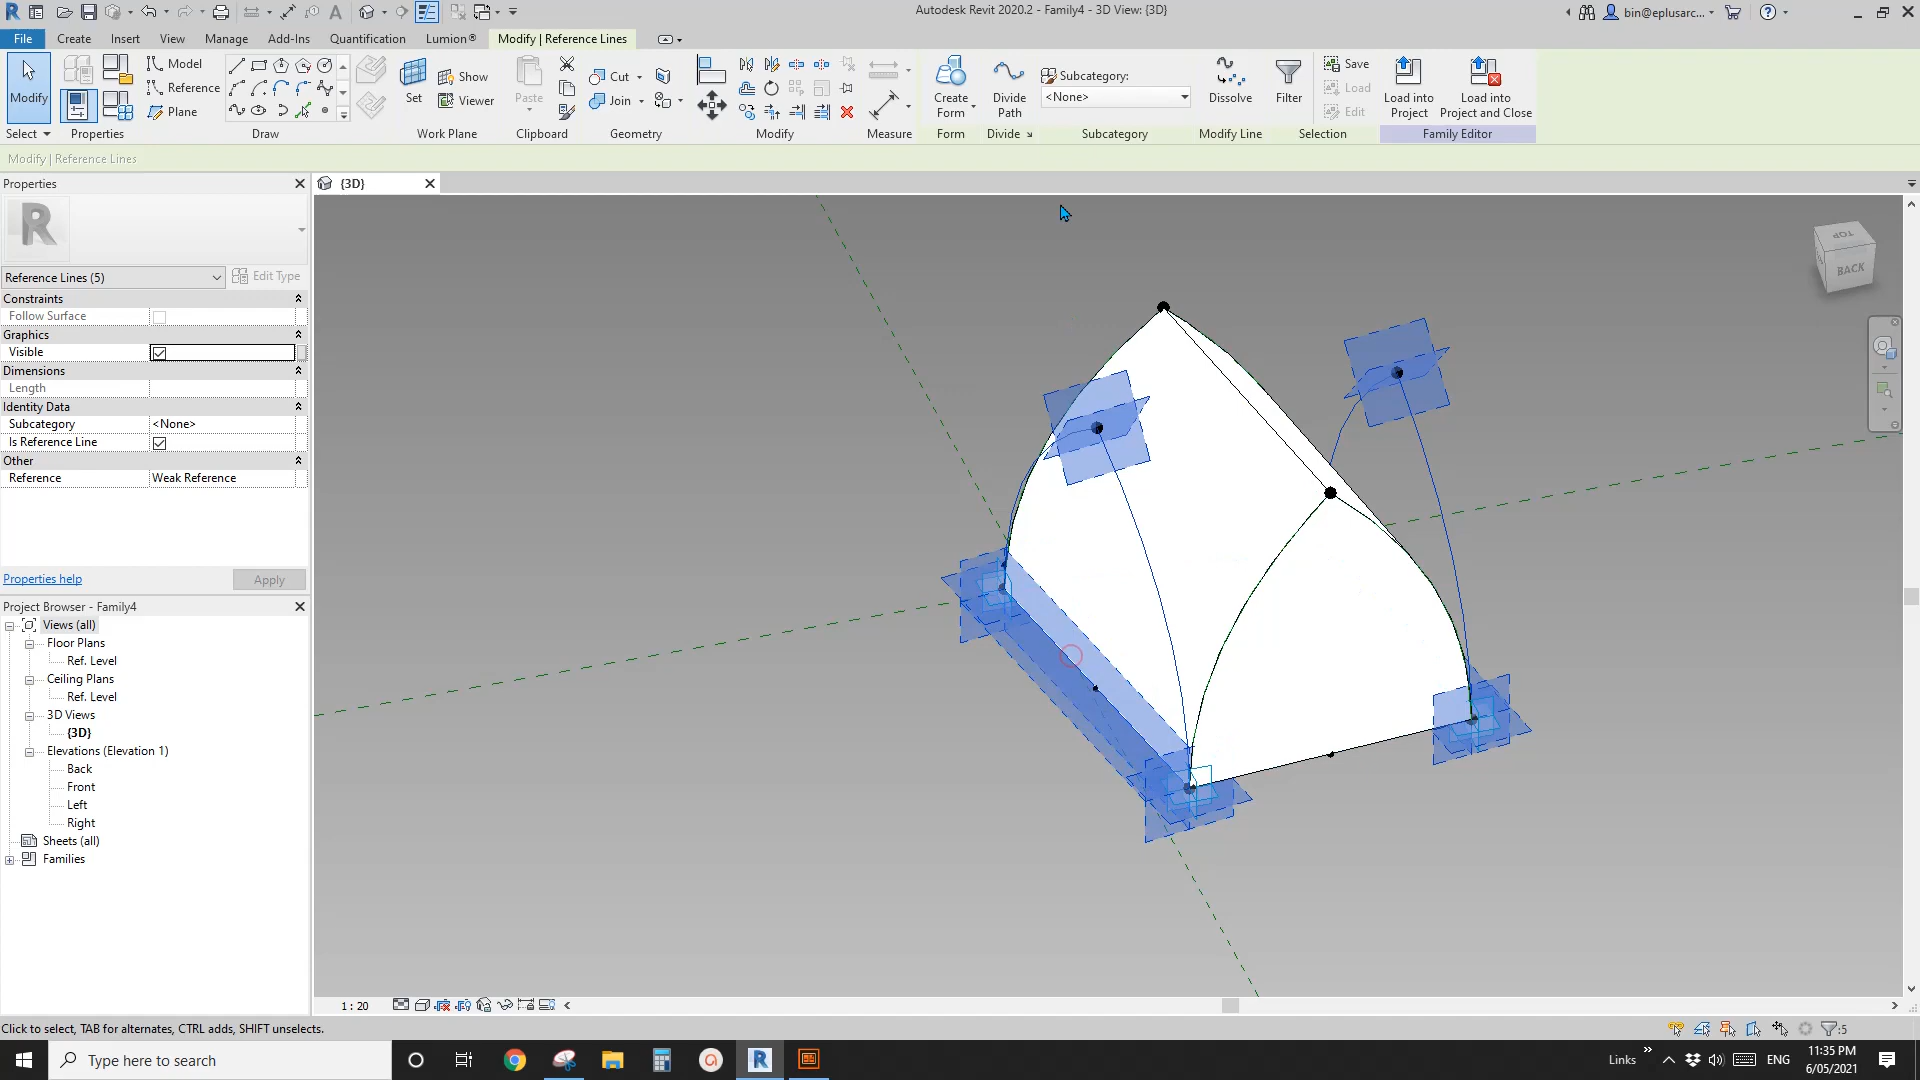 Autodesk Revit 2020.2 - Family4 - 3D View: {3D}
bin@eplusarc...
File
Create
Insert
View
Manage
Add-Ins
Quantification
Lumion®
Modify | Reference Lines
Modify
Select
Properties
Model
Reference
Plane
Draw
Set
Show
Viewer
Work Plane
Paste
Clipboard
Cut
Join
Geometry
Modify
Measure
Create
Form
Form
Divide
Path
Divide
Subcategory:
<None>
Subcategory
Dissolve
Modify Line
Filter
Save
Load
Edit
Selection
Load into
Project
Load into
Project and Close
Family Editor
Modify | Reference Lines
Properties
{3D}
R
Reference Lines (5)
Edit Type
Constraints
Follow Surface
Graphics
Visible
Dimensions
Length
Identity Data
Subcategory
<None>
Is Reference Line
Other
Reference
Weak Reference
Properties help
Apply
Project Browser - Family4
Views (all)
Floor Plans
Ref. Level
Ceiling Plans
Ref. Level
3D Views
{3D}
Elevations (Elevation 1)
Back
Front
Left
Right
Sheets (all)
Families
TOP
BACK
1 : 20
Click to select, TAB for alternates, CTRL adds, SHIFT unselects.
:5
Type here to search
Links
ENG
11:35 PM
6/05/2021